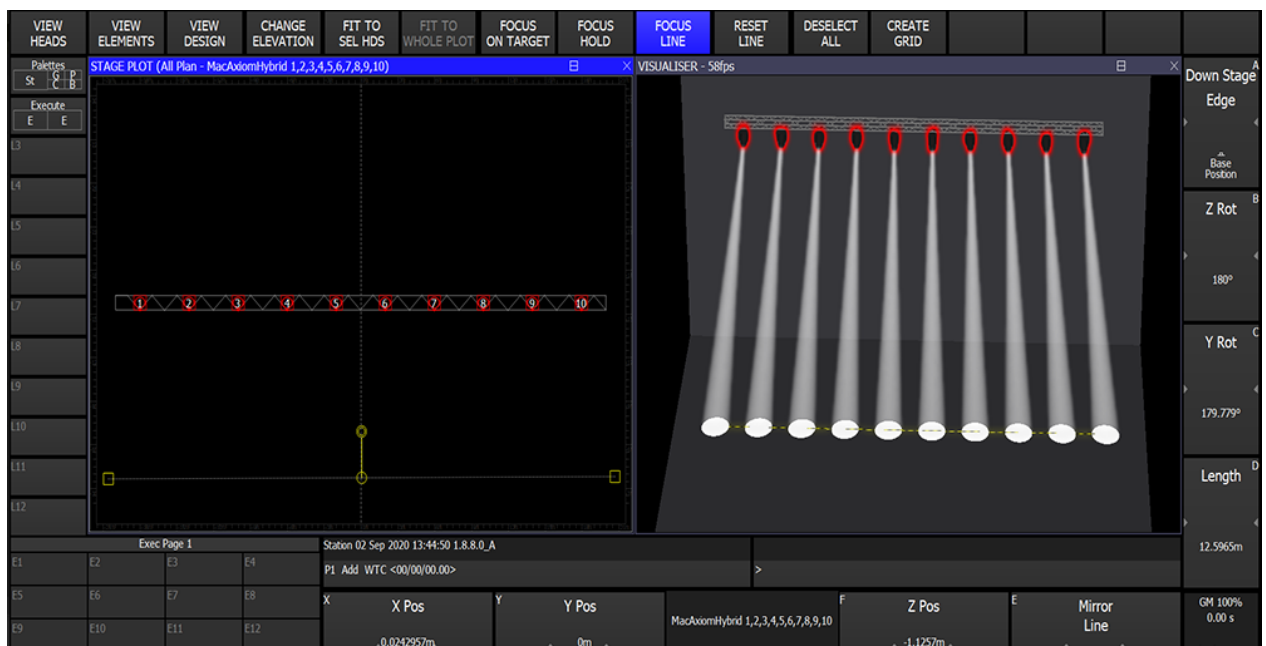 VIEW HEADS
VIEW ELEMENTS
VIEW DESIGN
CHANGE ELEVATION
FIT TO SEL HDS
FIT TO WHOLE PLOT
FOCUS ON TARGET
FOCUS HOLD
FOCUS LINE
RESET LINE
DESELECT ALL
CREATE GRID
Palettes
St G P C B
Execute
E E
L3
L4
L5
L6
L7
L8
L9
L10
L11
L12
STAGE PLOT (All Plan - MacAxiomHybrid 1,2,3,4,5,6,7,8,9,10)
1 2 3 4 5 6 7 8 9 10
VISUALISER - 58fps
A
Down Stage
Edge
Base
Position
B
Z Rot
180º
C
Y Rot
179.779º
D
Length
12.5965m
Exec Page 1
E1 E2 E3 E4
E5 E6 E7 E8
E9 E10 E11 E12
Station 02 Sep 2020 13:44:50 1.8.8.0_A
P1 Add WTC <00/00/00.00>
>
X
X Pos
0.0242957m
Y
Y Pos
0m
MacAxiomHybrid 1,2,3,4,5,6,7,8,9,10
F
Z Pos
-1.1257m
E
Mirror
Line
GM 100%
0.00 s